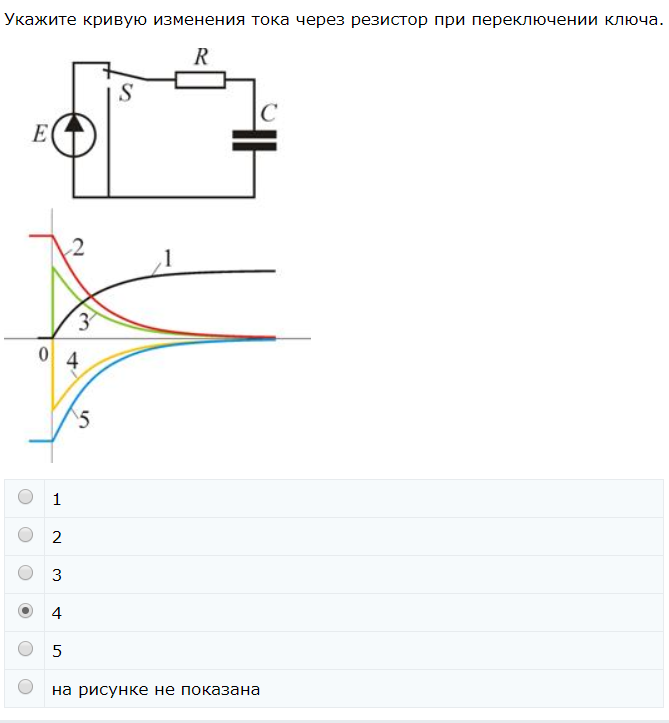 Укажите кривую изменения тока через резистор при переключении ключа.
R
S
C
E
2
1
3
0
4
5
1
2
3
4
5
на рисунке не показана